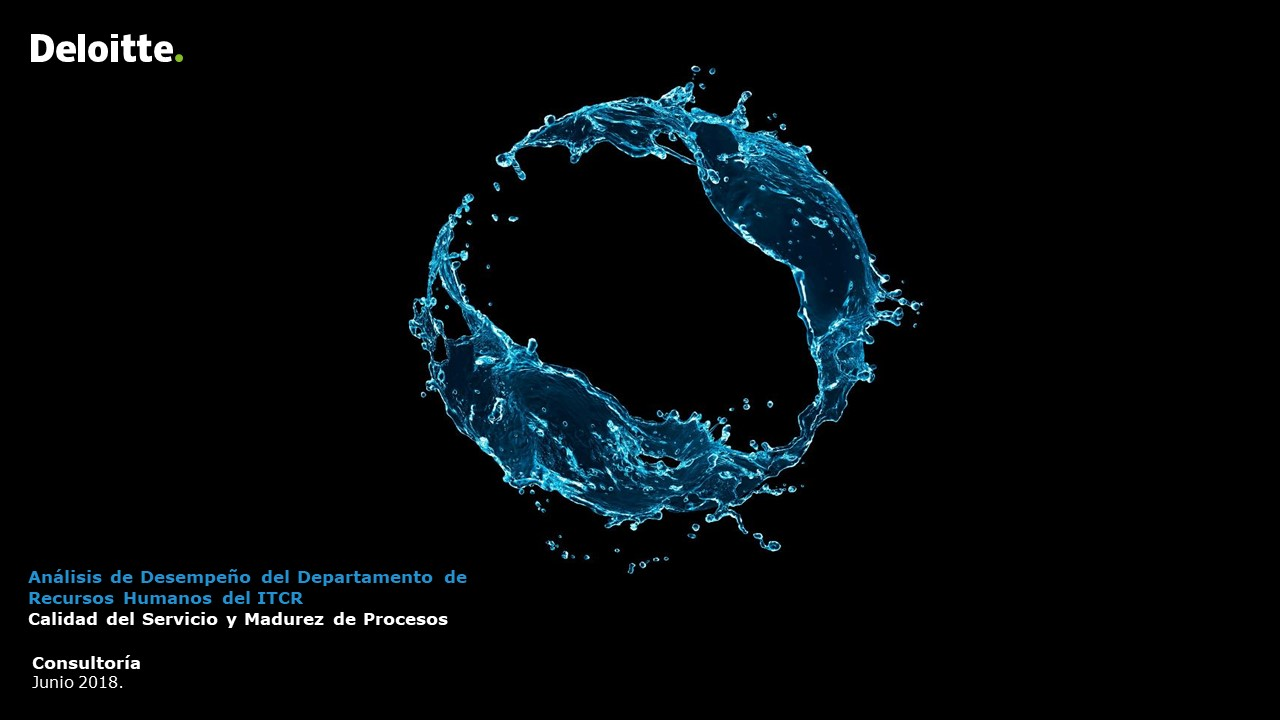 Deloitte.
Análisis de Desempeño del Departamento de
Recursos Humanos del ITCR
Calidad del Servicio y Madurez de Procesos
Consultoría
Junio 2018.